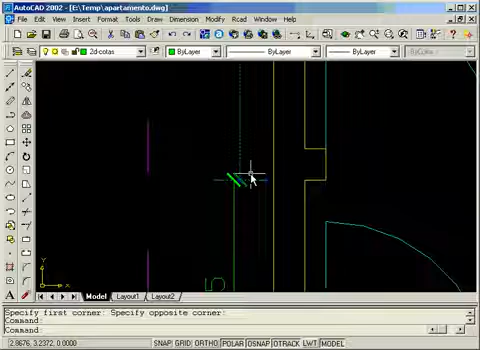 AutoCAD 2002 - [E:\Temp\apartamento.dwg]
File Edit View Insert Format Tools Draw Dimension Modify Rcad Window Help
2d-cotas ByLayer ByLayer ByLayer ByColor
5
Y
X
Model Layout1 Layout2
Specify first corner: Specify opposite corner:
Command:
Command:
2.8676, 3.2372, 0.0000 SNAP GRID ORTHO POLAR OSNAP OTRACK LWT MODEL